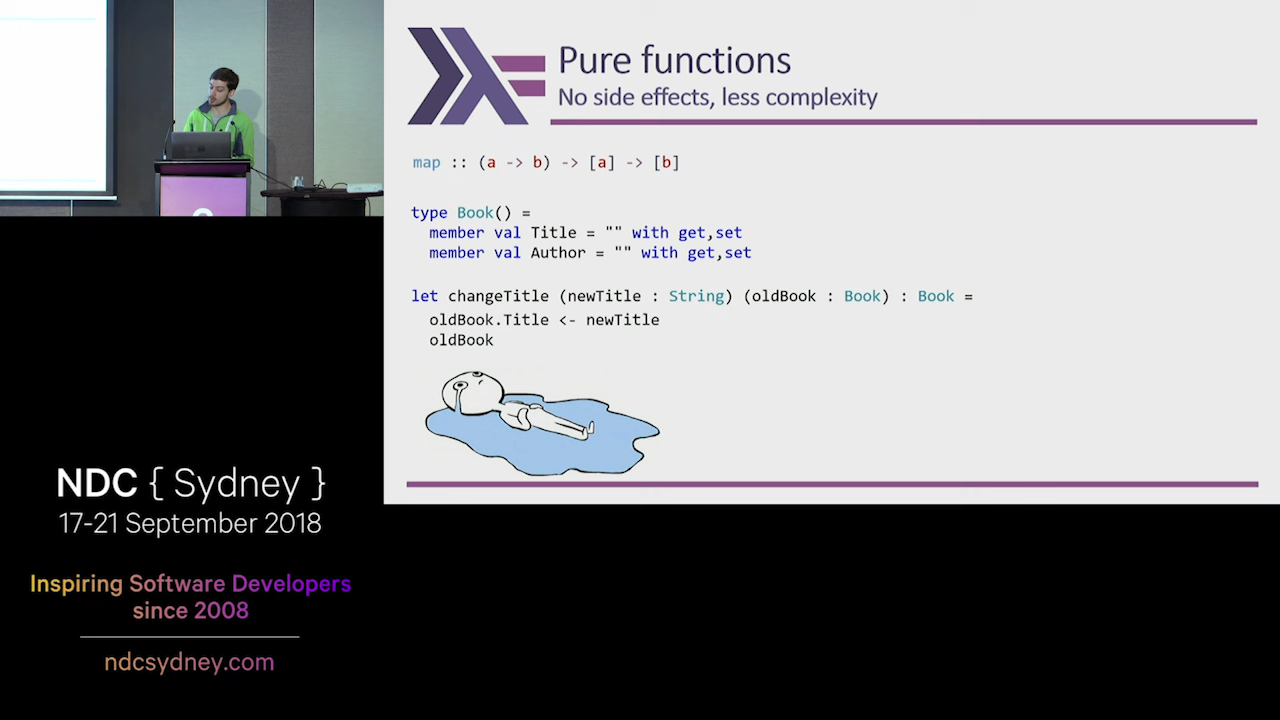 Pure functions
No side effects, less complexity
map :: (a -> b) -> [a] -> [b]
type Book() =
member val Title = "" with get,set
member val Author = "" with get,set
let changeTitle (newTitle : String) (oldBook : Book) : Book =
oldBook.Title <- newTitle
oldBook
NDC { Sydney }
17-21 September 2018
Inspiring Software Developers
since 2008
ndcsydney.com